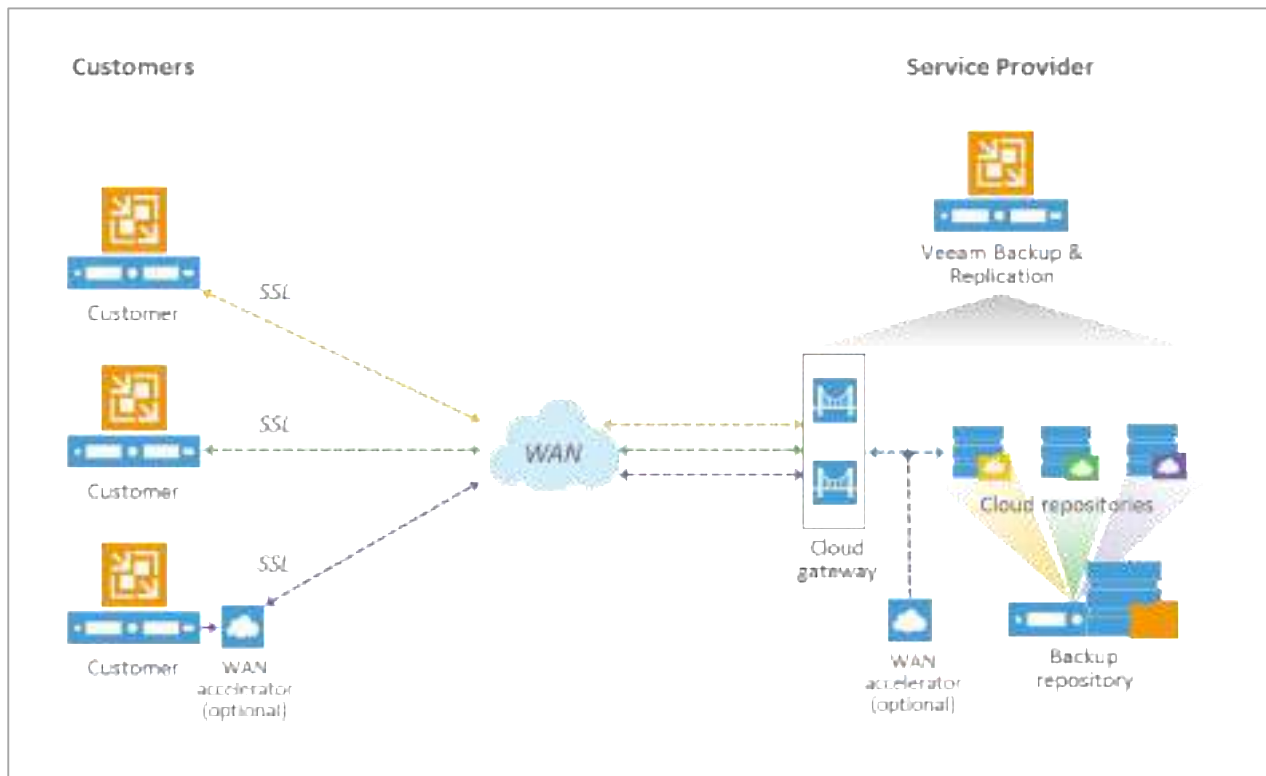 Customers
Service Provider
Veeam Backup &
Replication
Customer
SSL
Customer
SSL
WAN
Cloud repositories
Cloud
gateway
SSL
Customer
WAN
accelerator
(optional)
WAN
accelerator
(optional)
Backup
repository